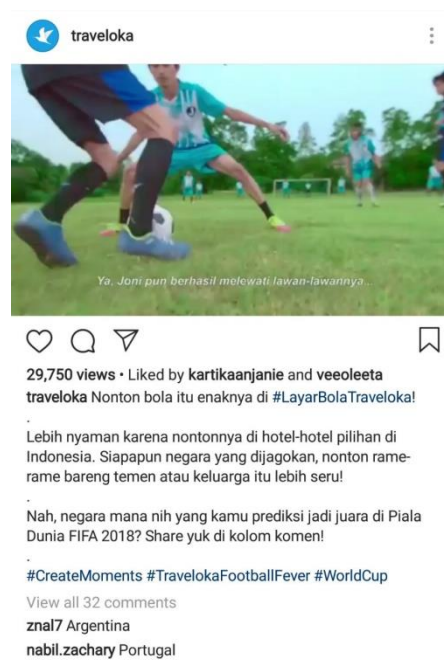 traveloka
Ya, Joni pun berhasil melewati lawan-lawannya...
29,750 views • Liked by kartikaanjanie and veeoleeta
traveloka Nonton bola itu enaknya di #LayarBolaTraveloka!
.
Lebih nyaman karena nontonnya di hotel-hotel pilihan di
Indonesia. Siapapun negara yang dijagokan, nonton rame-
rame bareng temen atau keluarga itu lebih seru!
.
Nah, negara mana nih yang kamu prediksi jadi juara di Piala
Dunia FIFA 2018? Share yuk di kolom komen!
.
#CreateMoments #TravelokaFootballFever #WorldCup
View all 32 comments
znal7 Argentina
nabil.zachary Portugal